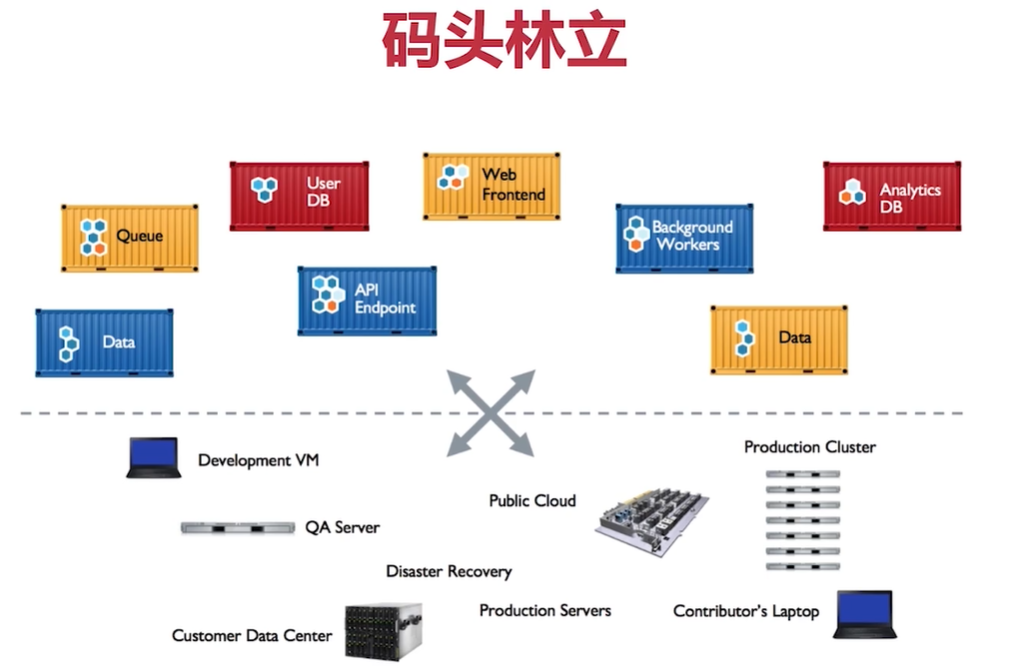 码头林立
Queue
User
DB
Web
Frontend
Background
Workers
Analytics
DB
Data
API
Endpoint
Data
Development VM
Production Cluster
Public Cloud
QA Server
Disaster Recovery
Production Servers
Contributor's Laptop
Customer Data Center